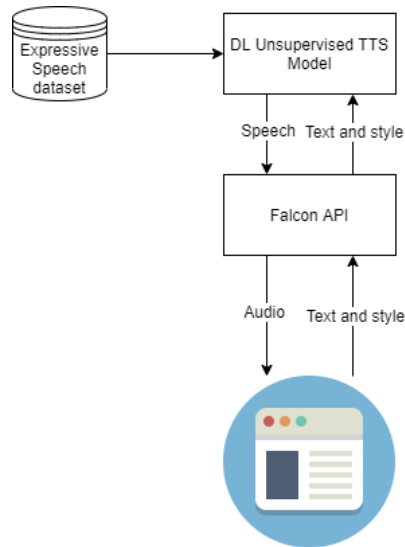 Expressive
Speech
dataset
DL Unsupervised TTS
Model
Speech
Text and style
Falcon API
Audio
Text and style